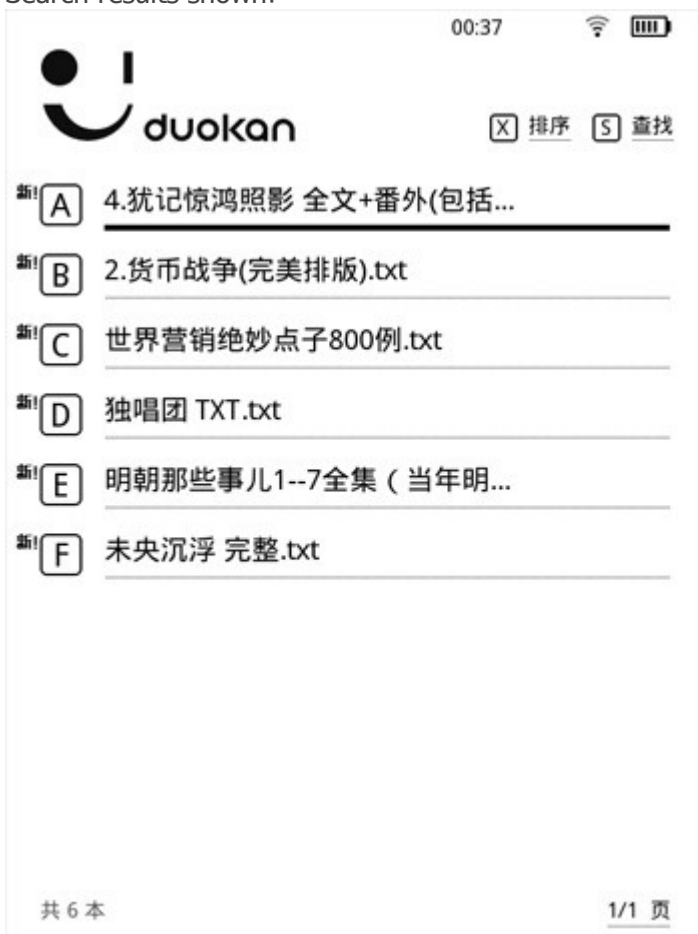 Search results shown:
00:37
duokan
X 排序 S 查找
新! A 4.犹记惊鸿照影 全文+番外(包括...
新! B 2.货币战争(完美排版).txt
新! C 世界营销绝妙点子800例.txt
新! D 独唱团 TXT.txt
新! E 明朝那些事儿1--7全集（当年明...
新! F 未央沉浮 完整.txt
共 6 本
1/1 页